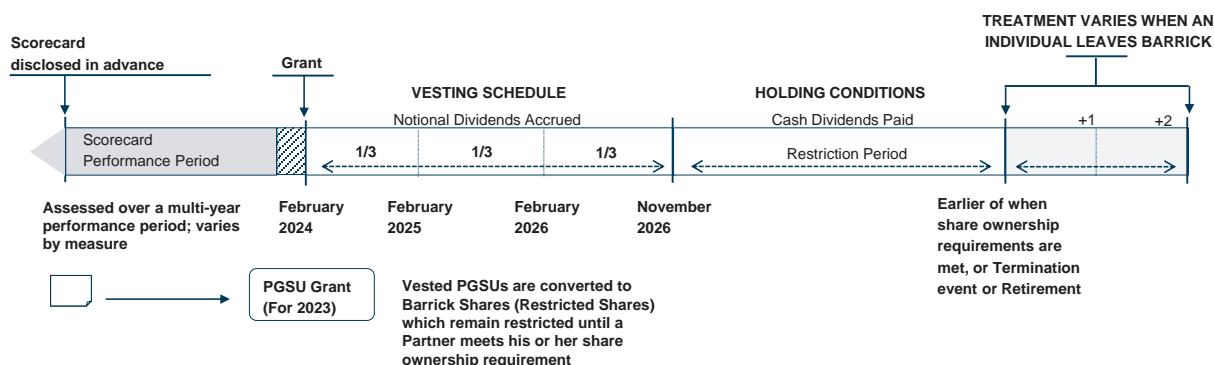 TREATMENT VARIES WHEN AN
INDIVIDUAL LEAVES BARRICK
Scorecard
disclosed in advance
Grant
VESTING SCHEDULE
HOLDING CONDITIONS
Notional Dividends Accrued
Cash Dividends Paid
+1
+2
Scorecard
Performance Period
1/3
1/3
1/3
Restriction Period
Assessed over a multi-year
performance period; varies
by measure
February
2024
February
2025
February
2026
November
2026
Earlier of when
share ownership
requirements are
met, or Termination
event or Retirement
PGSU Grant
(For 2023)
Vested PGSUs are converted to
Barrick Shares (Restricted Shares)
which remain restricted until a
Partner meets his or her share
ownership requirement